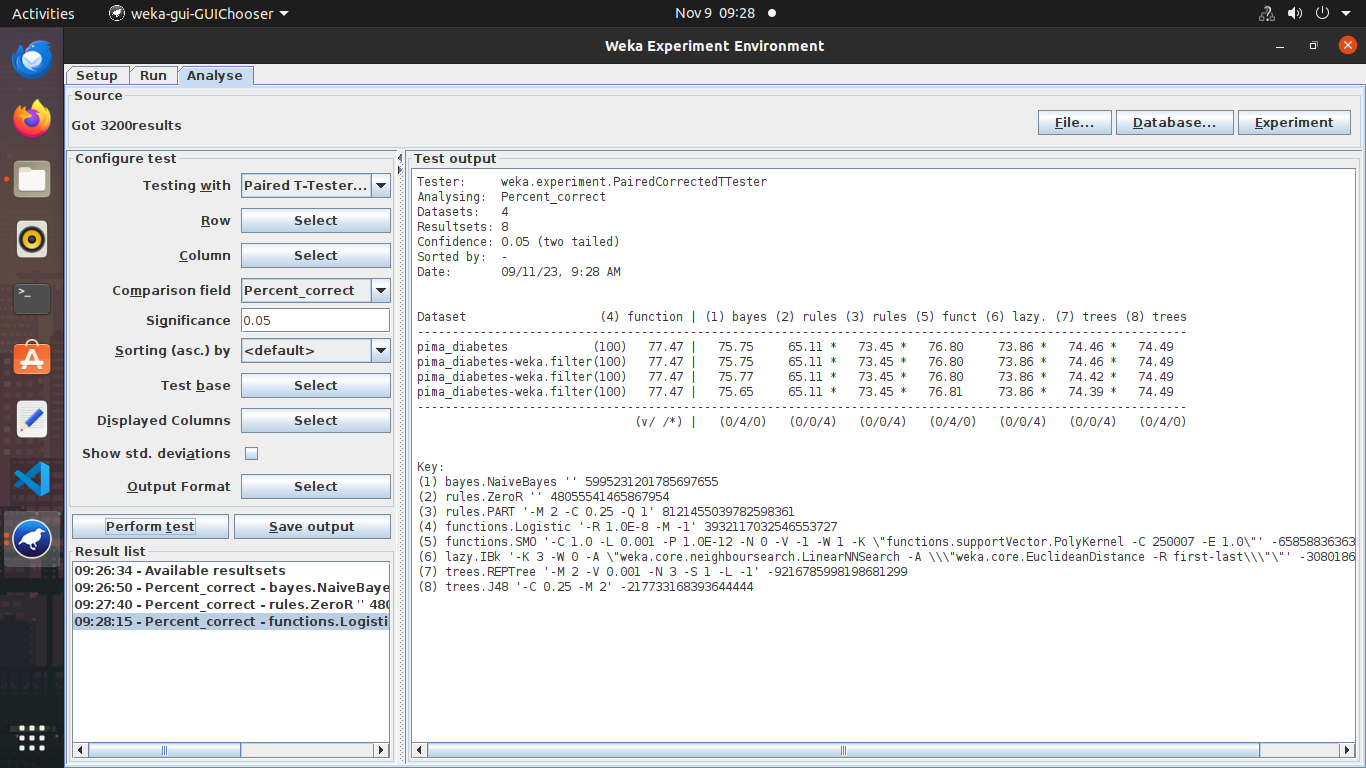 Activities weka-gui-GUIChooser Nov 9 09:28
Weka Experiment Environment
Setup Run Analyse
Source
Got 3200results File... Database... Experiment
Configure test
Testing with Paired T-Tester...
Row Select
Column Select
Comparison field Percent_correct
Significance 0.05
Sorting (asc.) by <default>
Test base Select
Displayed Columns Select
Show std. deviations
Output Format Select
Perform test Save output
Result list
09:26:34 - Available resultsets
09:26:50 - Percent_correct - bayes.NaiveBaye
09:27:40 - Percent_correct - rules.ZeroR '' 480
09:28:15 - Percent_correct - functions.Logisti
Test output
Tester: weka.experiment.PairedCorrectedTTester
Analysing: Percent_correct
Datasets: 4
Resultsets: 8
Confidence: 0.05 (two tailed)
Sorted by: -
Date: 09/11/23, 9:28 AM
Dataset (4) function | (1) bayes (2) rules (3) rules (5) funct (6) lazy. (7) trees (8) trees
--------------------------------------------------------------------------------------------------------------
pima_diabetes (100) 77.47 | 75.75 65.11 * 73.45 * 76.80 73.86 * 74.46 * 74.49
pima_diabetes-weka.filter(100) 77.47 | 75.75 65.11 * 73.45 * 76.80 73.86 * 74.46 * 74.49
pima_diabetes-weka.filter(100) 77.47 | 75.77 65.11 * 73.45 * 76.80 73.86 * 74.42 * 74.49
pima_diabetes-weka.filter(100) 77.47 | 75.65 65.11 * 73.45 * 76.81 73.86 * 74.39 * 74.49
--------------------------------------------------------------------------------------------------------------
(v/ /*) | (0/4/0) (0/0/4) (0/0/4) (0/4/0) (0/0/4) (0/0/4) (0/4/0)
Key:
(1) bayes.NaiveBayes '' 5995231201785697655
(2) rules.ZeroR '' 48055541465867954
(3) rules.PART '-M 2 -C 0.25 -Q 1' 8121455039782598361
(4) functions.Logistic '-R 1.0E-8 -M -1' 3932117032546553727
(5) functions.SMO '-C 1.0 -L 0.001 -P 1.0E-12 -N 0 -V -1 -W 1 -K \"functions.supportVector.PolyKernel -C 250007 -E 1.0\"' -65858836363
(6) lazy.IBk '-K 3 -W 0 -A \"weka.core.neighboursearch.LinearNNSearch -A \\\"weka.core.EuclideanDistance -R first-last\\\"\"' -3080186
(7) trees.REPTree '-M 2 -V 0.001 -N 3 -S 1 -L -1' -9216785998198681299
(8) trees.J48 '-C 0.25 -M 2' -217733168393644444